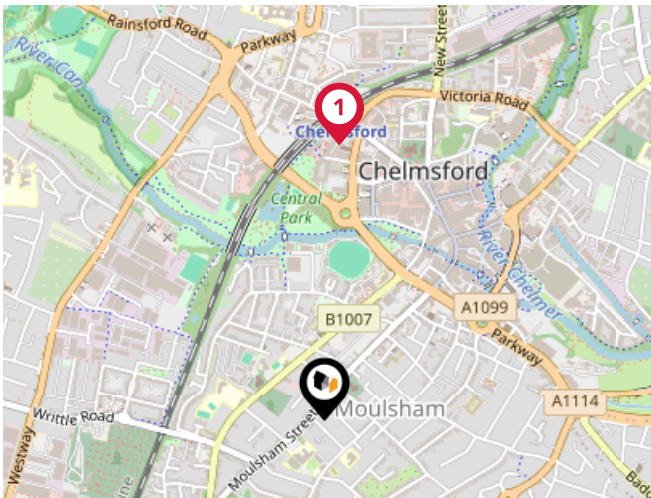 Rainsford Road
Parkway
New Street
River Can
Victoria Road
1
Chelmsford
Chelmsford
Central
Park
River Chelmer
A1099
B1007
Parkway
A1114
Moulsham
Moulsham Street
Writtle Road
Westway